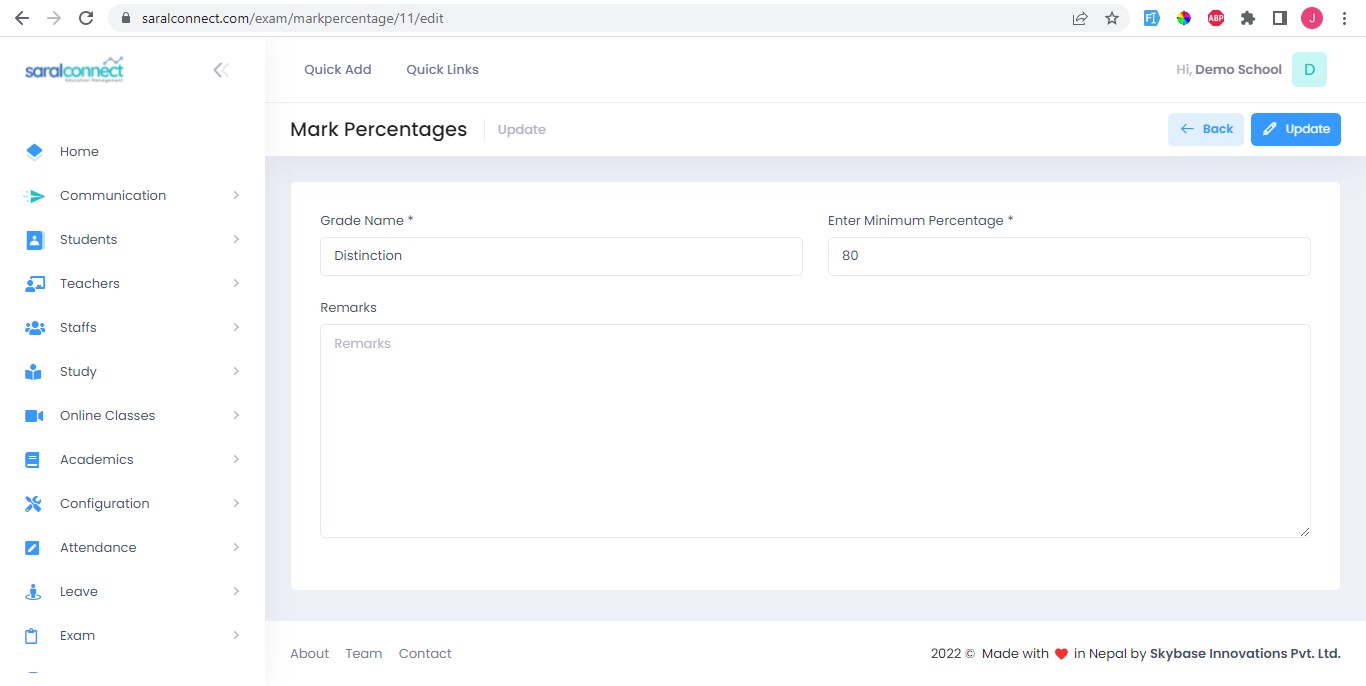 saralconnect.com/exam/markpercentage/11/edit
FI
ABP
J
saralconnect
Education Management
Quick Add
Quick Links
Hi, Demo School
D
Mark Percentages
Update
Back
Update
Home
Communication
Students
Teachers
Staffs
Study
Online Classes
Academics
Configuration
Attendance
Leave
Exam
Grade Name *
Distinction
Enter Minimum Percentage *
80
Remarks
Remarks
About
Team
Contact
2022 © Made with ❤ in Nepal by Skybase Innovations Pvt. Ltd.